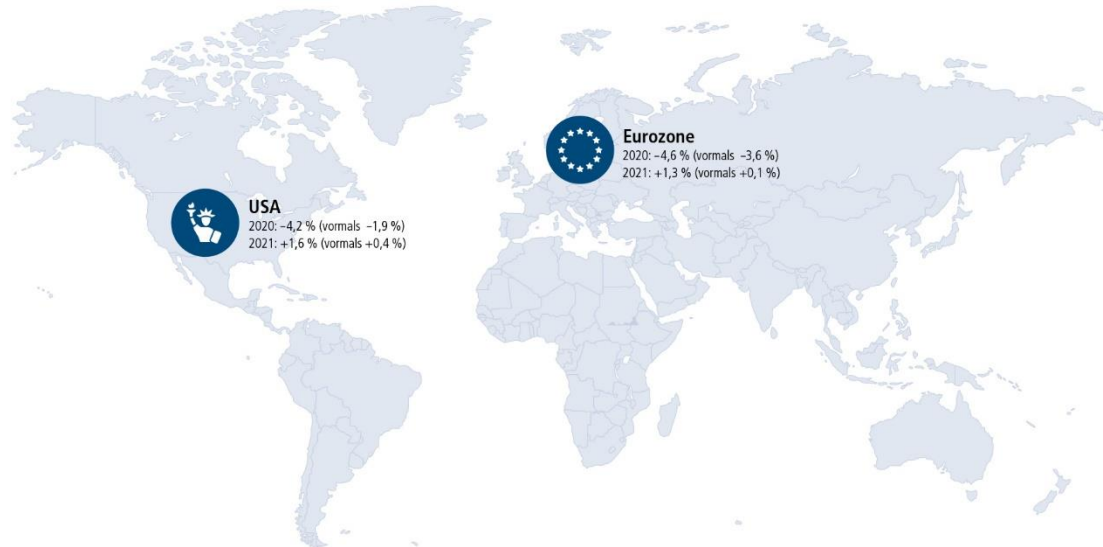 Eurozone
2020: –4,6 % (vormals –3,6 %)
2021: +1,3 % (vormals +0,1 %)
USA
2020: –4,2 % (vormals –1,9 %)
2021: +1,6 % (vormals +0,4 %)